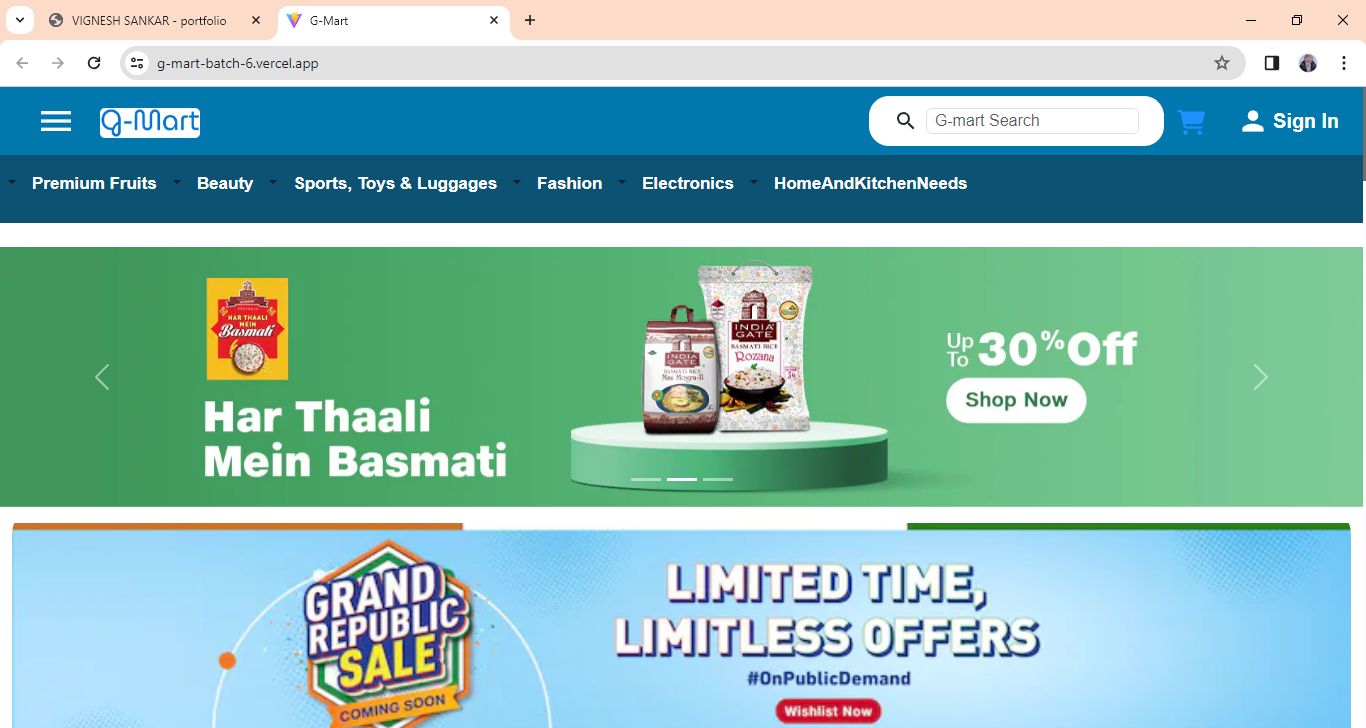 VIGNESH SANKAR - portfolio
G-Mart
g-mart-batch-6.vercel.app
G-Mart
G-mart Search
Sign In
Premium Fruits
Beauty
Sports, Toys & Luggages
Fashion
Electronics
HomeAndKitchenNeeds
HAR THAALI
MEIN
Basmati
Har Thaali
Mein Basmati
INDIA
GATE
BASMATI RICE
Mini Mogra-II
INDIA
GATE
BASMATI RICE
Rozana
Up
To
30%Off
Shop Now
GRAND
REPUBLIC
SALE
COMING SOON
LIMITED TIME,
LIMITLESS OFFERS
#OnPublicDemand
Wishlist Now